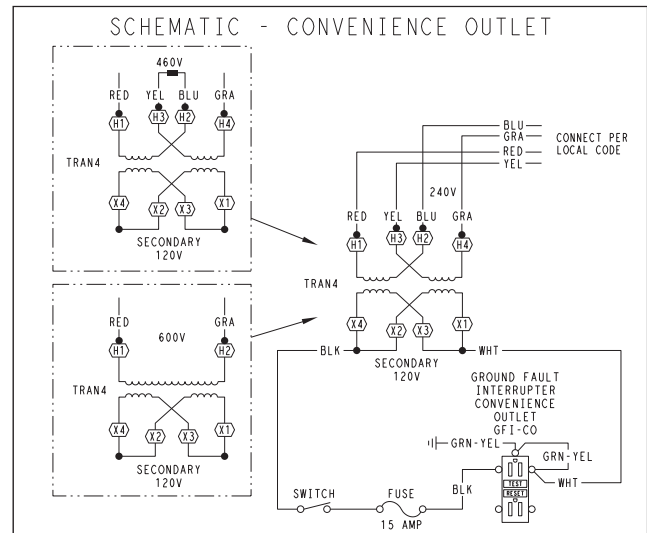 SCHEMATIC - CONVENIENCE OUTLET
460V
RED YEL BLU GRA
H1 H3 H2 H4
TRAN4
X4 X2 X3 X1
SECONDARY
120V
RED GRA
600V
H1 H2
TRAN4
X4 X2 X3 X1
SECONDARY
120V
BLU
GRA
RED
YEL
CONNECT PER
LOCAL CODE
240V
RED YEL BLU GRA
H1 H3 H2 H4
TRAN4
X4 X2 X3 X1
BLK
SECONDARY
120V
WHT
GROUND FAULT
INTERRUPTER
CONVENIENCE
OUTLET
GFI-CO
GRN-YEL
GRN-YEL
WHT
TEST
RESET
BLK
SWITCH
FUSE
15 AMP